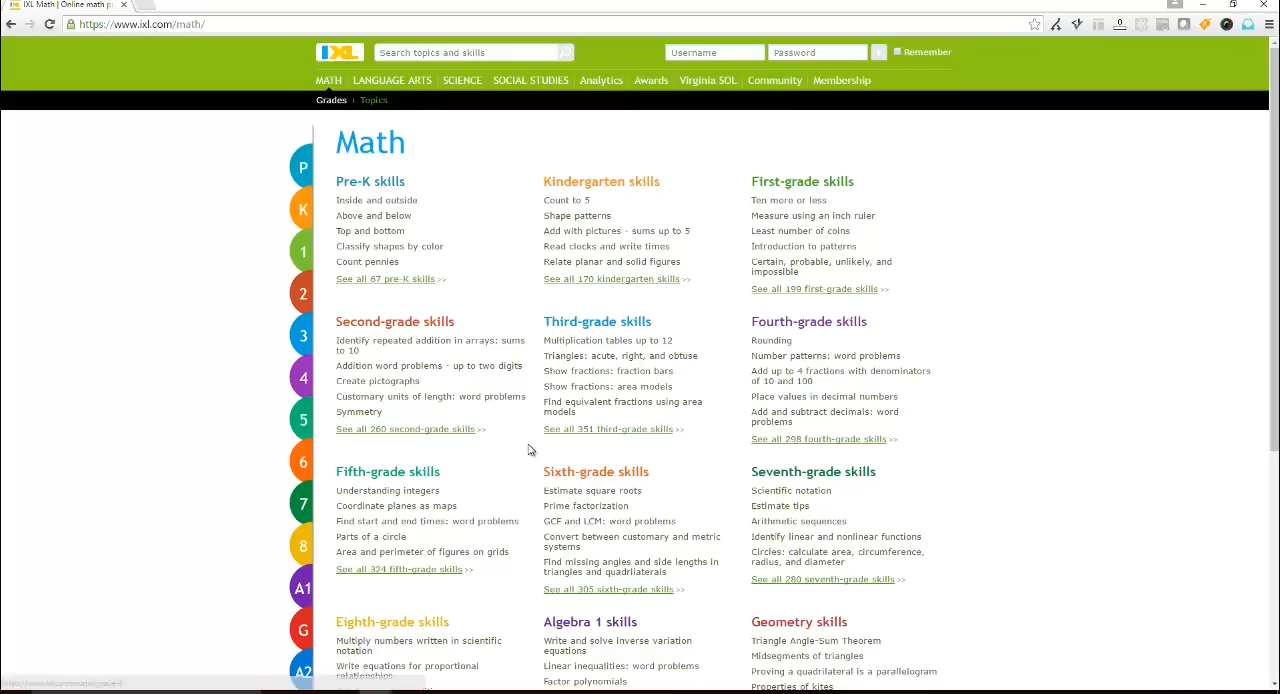 IXL Math | Online math p
https://www.ixl.com/math/
IXL
Search topics and skills
Username
Password
Remember
MATH
LANGUAGE ARTS
SCIENCE
SOCIAL STUDIES
Analytics
Awards
Virginia SOL
Community
Membership
Grades
Topics
P
K
1
2
3
4
5
6
7
8
A1
G
A2
Math
Pre-K skills
Inside and outside
Above and below
Top and bottom
Classify shapes by color
Count pennies
See all 67 pre-K skills >>
Kindergarten skills
Count to 5
Shape patterns
Add with pictures - sums up to 5
Read clocks and write times
Relate planar and solid figures
See all 170 kindergarten skills >>
First-grade skills
Ten more or less
Measure using an inch ruler
Least number of coins
Introduction to patterns
Certain, probable, unlikely, and
impossible
See all 199 first-grade skills >>
Second-grade skills
Identify repeated addition in arrays: sums
to 10
Addition word problems - up to two digits
Create pictographs
Customary units of length: word problems
Symmetry
See all 260 second-grade skills >>
Third-grade skills
Multiplication tables up to 12
Triangles: acute, right, and obtuse
Show fractions: fraction bars
Show fractions: area models
Find equivalent fractions using area
models
See all 351 third-grade skills >>
Fourth-grade skills
Rounding
Number patterns: word problems
Add up to 4 fractions with denominators
of 10 and 100
Place values in decimal numbers
Add and subtract decimals: word
problems
See all 298 fourth-grade skills >>
Fifth-grade skills
Understanding integers
Coordinate planes as maps
Find start and end times: word problems
Parts of a circle
Area and perimeter of figures on grids
See all 324 fifth-grade skills >>
Sixth-grade skills
Estimate square roots
Prime factorization
GCF and LCM: word problems
Convert between customary and metric
systems
Find missing angles and side lengths in
triangles and quadrilaterals
See all 305 sixth-grade skills >>
Seventh-grade skills
Scientific notation
Estimate tips
Arithmetic sequences
Identify linear and nonlinear functions
Circles: calculate area, circumference,
radius, and diameter
See all 280 seventh-grade skills >>
Eighth-grade skills
Multiply numbers written in scientific
notation
Write equations for proportional
relationships
Algebra 1 skills
Write and solve inverse variation
equations
Linear inequalities: word problems
Factor polynomials
Geometry skills
Triangle Angle-Sum Theorem
Midsegments of triangles
Proving a quadrilateral is a parallelogram
Properties of kites